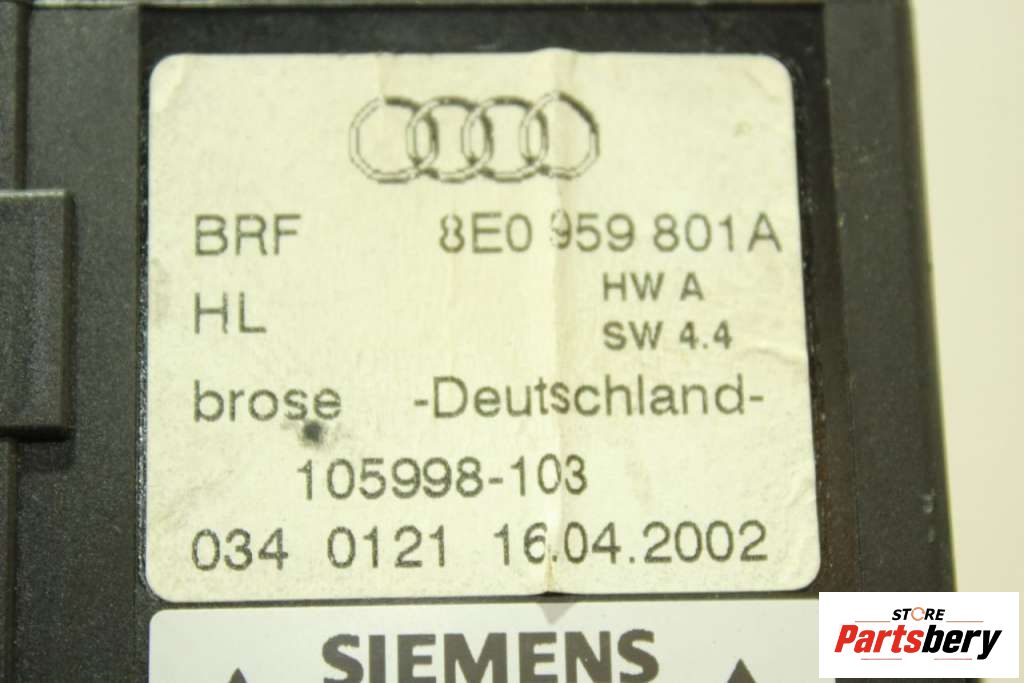 BRF 8E0 959 801A
HL HW A
SW 4.4
brose -Deutschland-
105998-103
034 0121 16.04.2002
SIEMENS
STORE
Partsbery